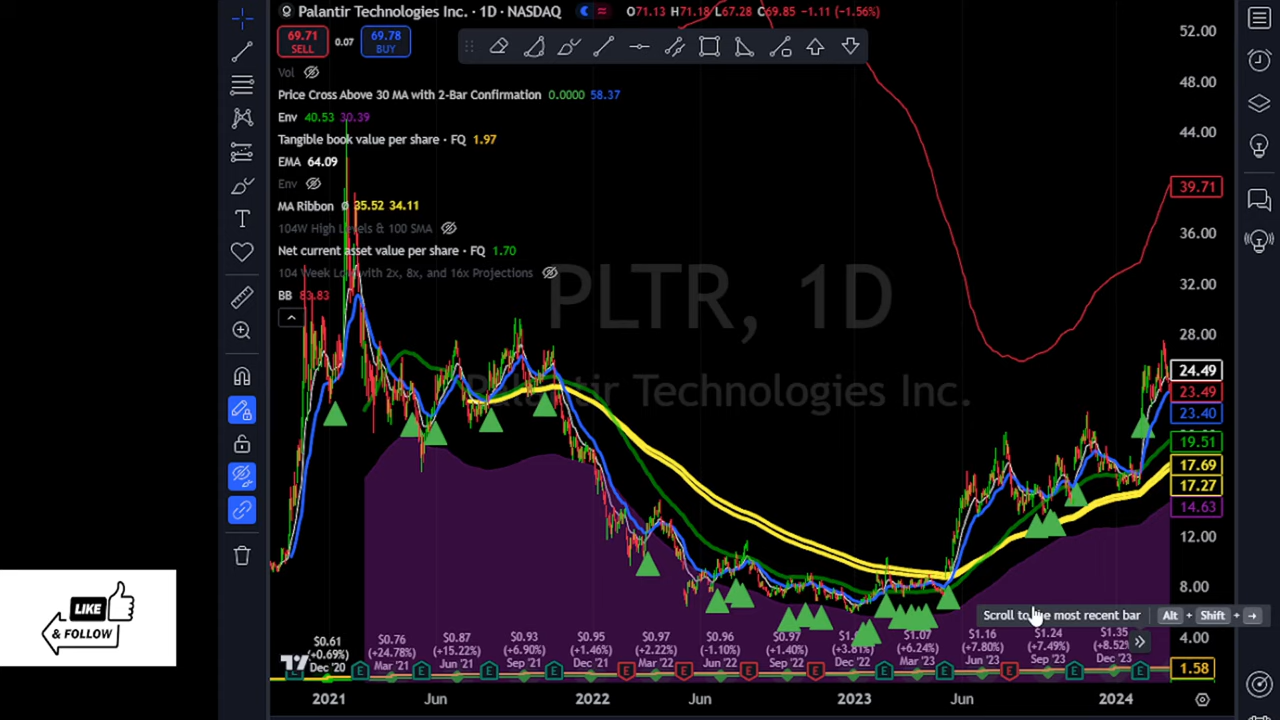 Palantir Technologies Inc. · 1D · NASDAQ O71.13 H71.18 L67.28 C69.85 -1.11 (-1.56%)
69.71 SELL 0.07 69.78 BUY
Vol
Price Cross Above 30 MA with 2-Bar Confirmation 0.0000 58.37
Env 40.53 30.39
Tangible book value per share · FQ 1.97
EMA 64.09
Env
MA Ribbon 35.52 34.11
104W High Levels & 100 SMA
Net current asset value per share · FQ 1.70
104 Week Low with 2x, 8x, and 16x Projections
BB 83.83
PLTR, 1D
Palantir Technologies Inc.
52.00
48.00
44.00
39.71
36.00
32.00
28.00
24.49
23.49
23.40
19.51
17.69
17.27
14.63
12.00
8.00
4.00
1.58
Scroll to the most recent bar Alt + Shift +
LIKE
& FOLLOW
$0.61 $0.76 $0.87 $0.93 $0.95 $0.97 $0.96 $0.97 $1.07 $1.16 $1.24 $1.35
+0.69% +24.78% +15.22% +6.90% +1.46% +2.22% -1.10% +1.40% +3.81% +6.24% +7.80% +7.49% +8.52%
Dec '20 Mar '21 Jun '21 Sep '21 Dec '21 Mar '22 Jun '22 Sep '22 Dec '22 Mar '23 Jun '23 Sep '23 Dec '23
E E E E E E E E E E E E E
2021 Jun 2022 Jun 2023 Jun 2024